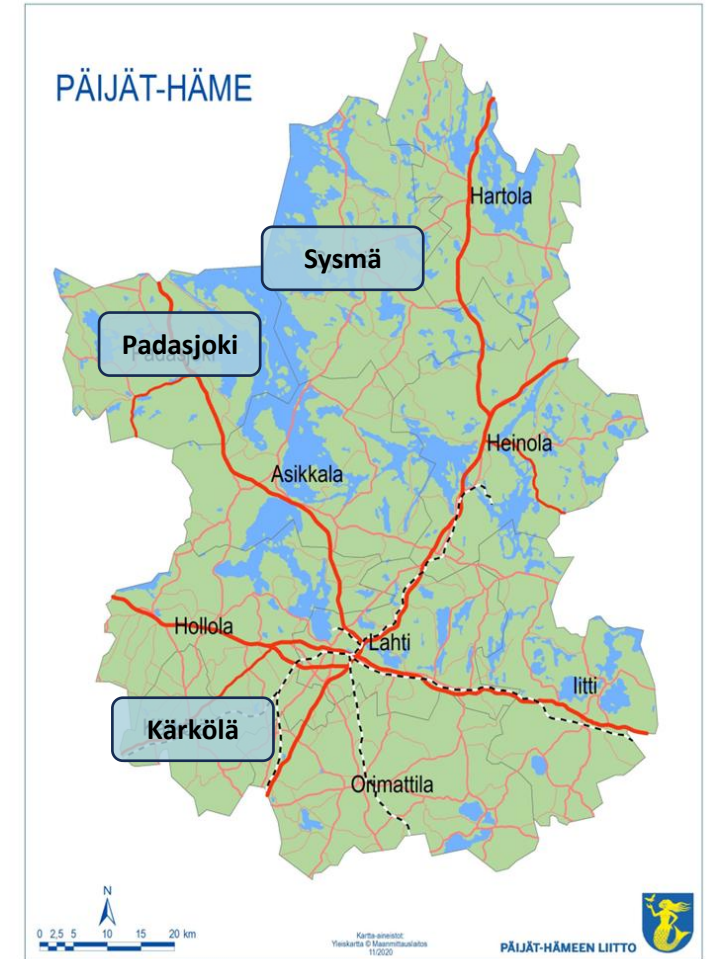 PÄIJÄT-HÄME
Hartola
Sysmä
Padasjoki
Heinola
Asikkala
Hollola
Lahti
Iitti
Kärkölä
Orimattila
N
0 2,5 5 10 15 20 km
Kartta-aineistot:
Yleiskartta © Maanmittauslaitos
11/2020
PÄIJÄT-HÄMEEN LIITTO